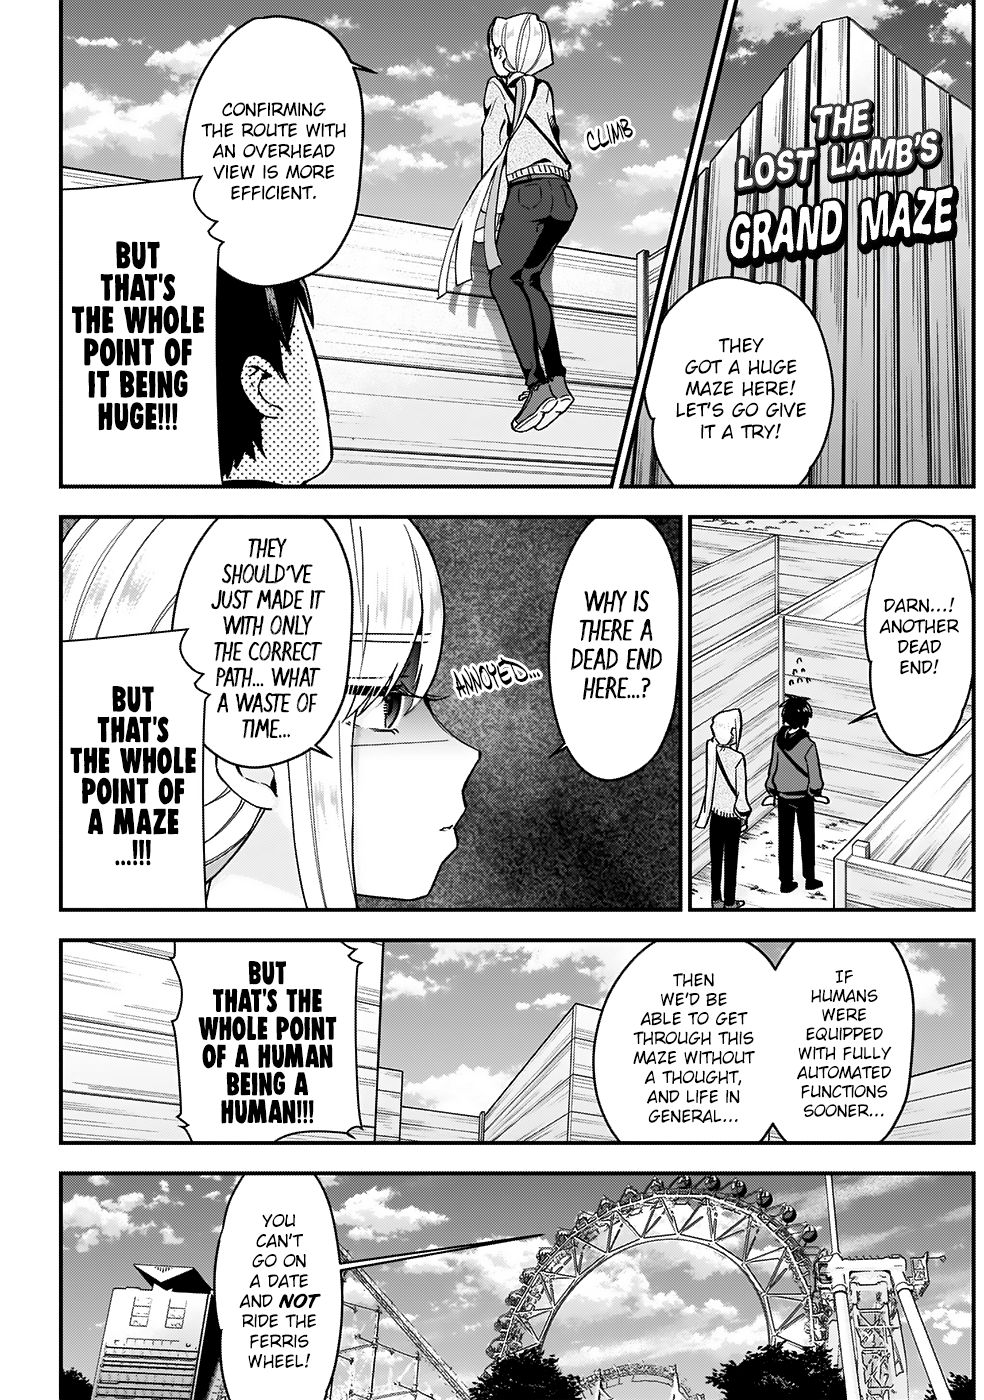 THE
LOST LAMB'S
GRAND MAZE
THEY
GOT A HUGE
MAZE HERE!
LET'S GO GIVE
IT A TRY!
CLIMB
CONFIRMING
THE ROUTE WITH
AN OVERHEAD
VIEW IS MORE
EFFICIENT.
BUT
THAT'S
THE WHOLE
POINT OF
IT BEING
HUGE!!!
DARN...!
ANOTHER
DEAD
END!
WHY IS
THERE A
DEAD END
HERE...?
ANNOYED...
THEY
SHOULD'VE
JUST MADE IT
WITH ONLY
THE CORRECT
PATH... WHAT
A WASTE OF
TIME...
BUT
THAT'S
THE WHOLE
POINT OF
A MAZE
...!!!
IF
HUMANS
WERE
EQUIPPED
WITH FULLY
AUTOMATED
FUNCTIONS
SOONER...
THEN
WE'D BE
ABLE TO GET
THROUGH THIS
MAZE WITHOUT
A THOUGHT,
AND LIFE IN
GENERAL...
BUT
THAT'S THE
WHOLE POINT
OF A HUMAN
BEING A
HUMAN!!!
YOU
CAN'T
GO ON
A DATE
AND NOT
RIDE THE
FERRIS
WHEEL!